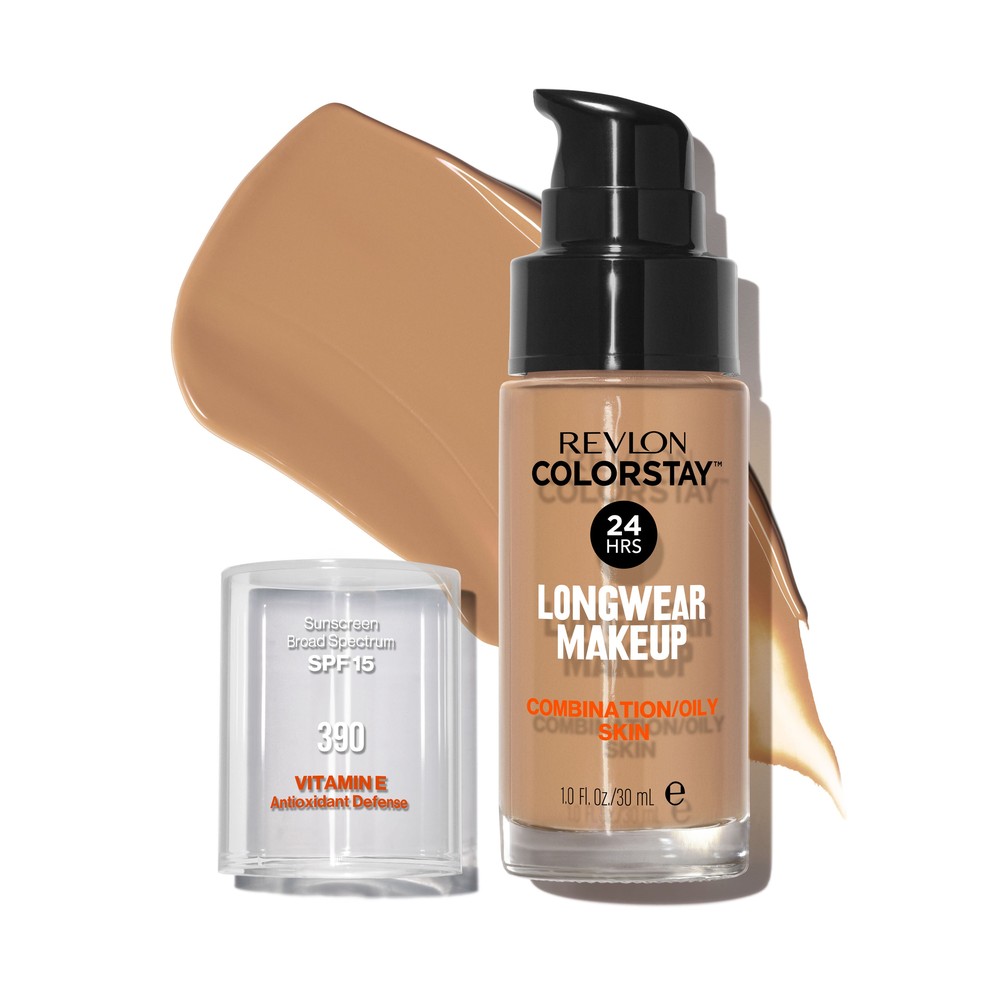 REVLON
COLORSTAY™
24
HRS
LONGWEAR
MAKEUP
COMBINATION/OILY
SKIN
1.0 Fl. Oz./30 mL ℮
Sunscreen
Broad Spectrum
SPF 15
390
VITAMIN E
Antioxidant Defense